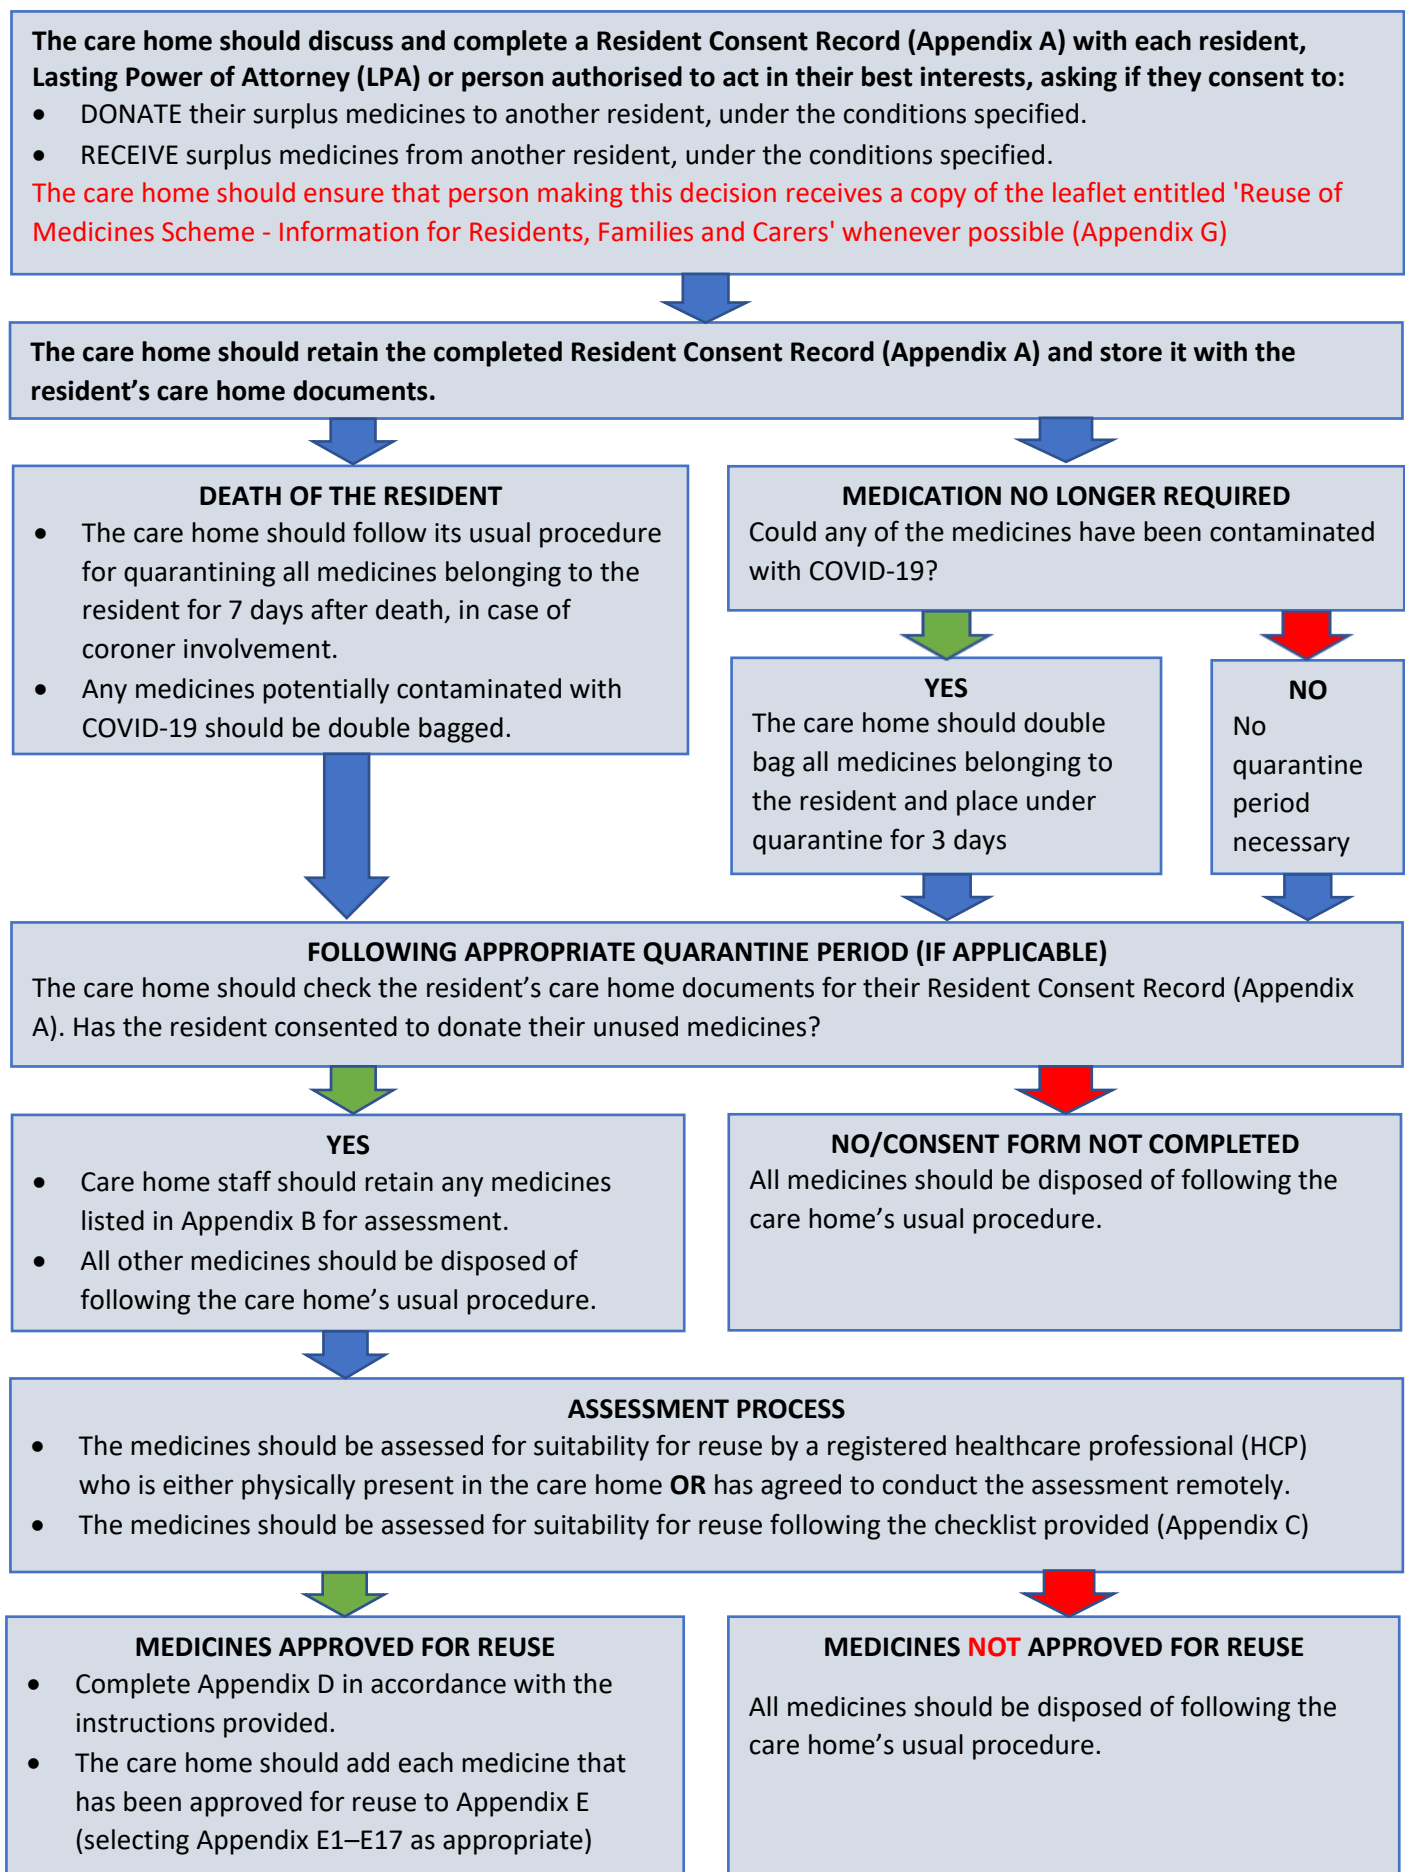 The care home should discuss and complete a Resident Consent Record (Appendix A) with each resident,
Lasting Power of Attorney (LPA) or person authorised to act in their best interests, asking if they consent to:
• DONATE their surplus medicines to another resident, under the conditions specified.
• RECEIVE surplus medicines from another resident, under the conditions specified.
The care home should ensure that person making this decision receives a copy of the leaflet entitled 'Reuse of
Medicines Scheme - Information for Residents, Families and Carers' whenever possible (Appendix G)
The care home should retain the completed Resident Consent Record (Appendix A) and store it with the
resident’s care home documents.
DEATH OF THE RESIDENT
• The care home should follow its usual procedure
for quarantining all medicines belonging to the
resident for 7 days after death, in case of
coroner involvement.
• Any medicines potentially contaminated with
COVID-19 should be double bagged.
MEDICATION NO LONGER REQUIRED
Could any of the medicines have been contaminated
with COVID-19?
YES
The care home should double
bag all medicines belonging to
the resident and place under
quarantine for 3 days
NO
No
quarantine
period
necessary
FOLLOWING APPROPRIATE QUARANTINE PERIOD (IF APPLICABLE)
The care home should check the resident’s care home documents for their Resident Consent Record (Appendix
A). Has the resident consented to donate their unused medicines?
YES
• Care home staff should retain any medicines
listed in Appendix B for assessment.
• All other medicines should be disposed of
following the care home’s usual procedure.
NO/CONSENT FORM NOT COMPLETED
All medicines should be disposed of following the
care home’s usual procedure.
ASSESSMENT PROCESS
• The medicines should be assessed for suitability for reuse by a registered healthcare professional (HCP)
who is either physically present in the care home OR has agreed to conduct the assessment remotely.
• The medicines should be assessed for suitability for reuse following the checklist provided (Appendix C)
MEDICINES APPROVED FOR REUSE
• Complete Appendix D in accordance with the
instructions provided.
• The care home should add each medicine that
has been approved for reuse to Appendix E
(selecting Appendix E1–E17 as appropriate)
MEDICINES NOT APPROVED FOR REUSE
All medicines should be disposed of following the
care home’s usual procedure.